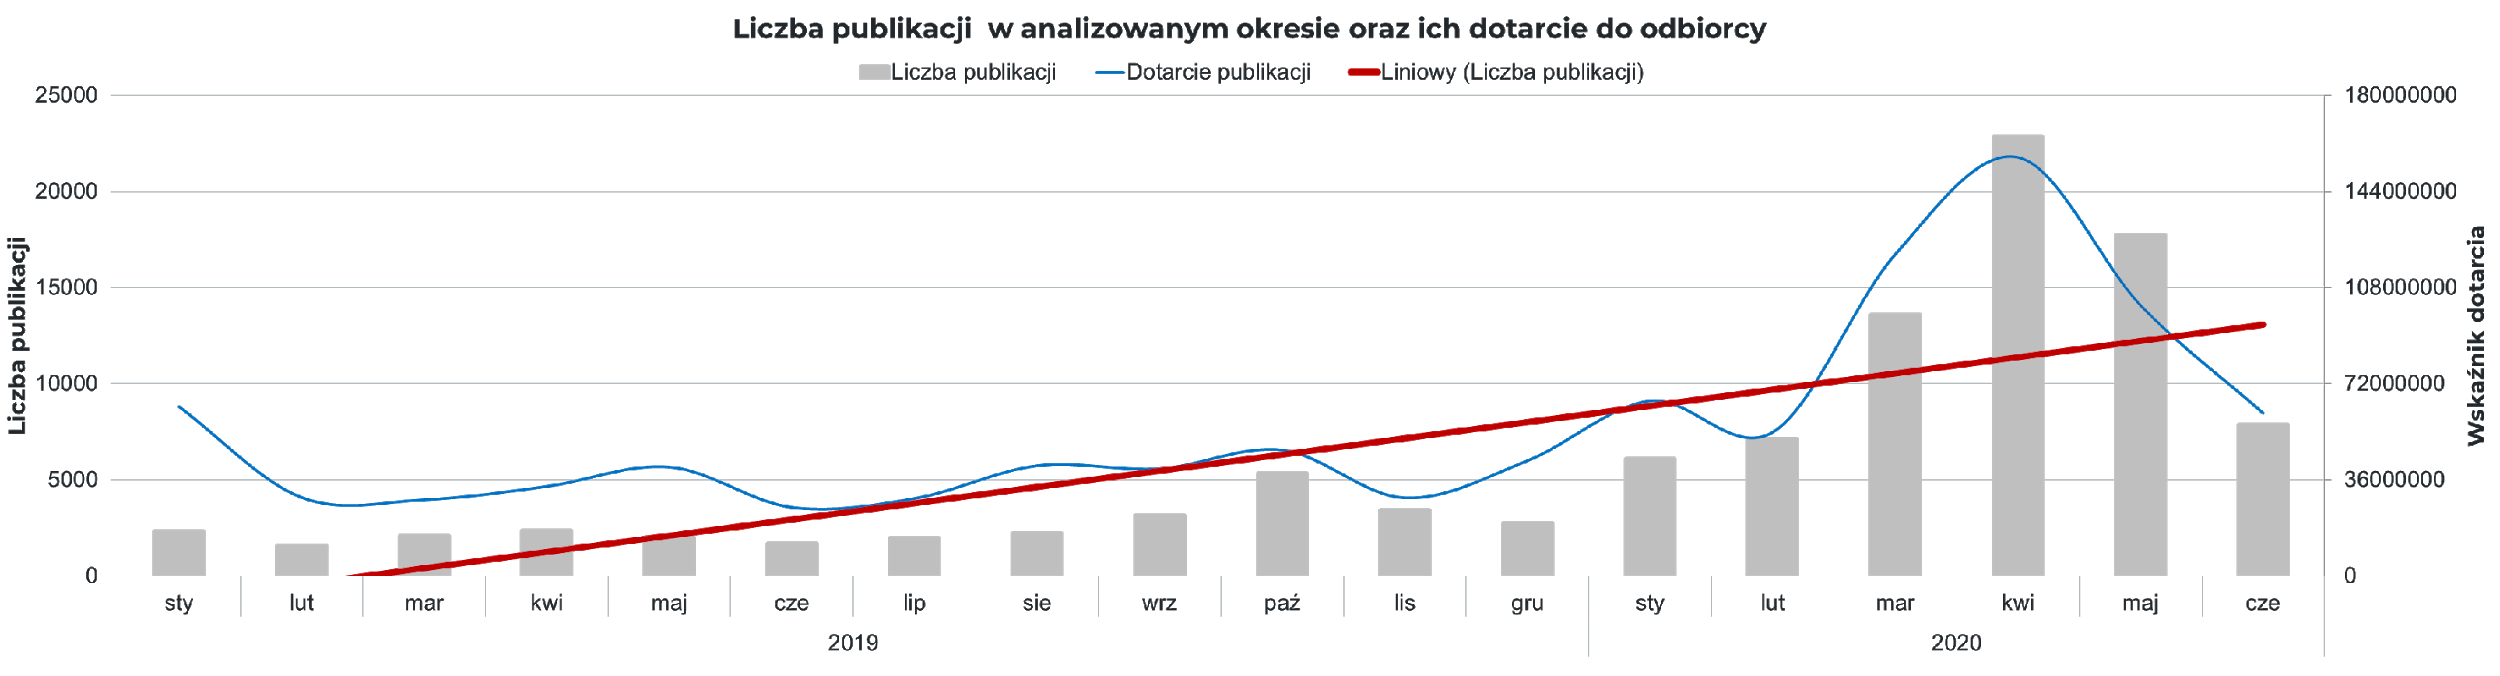 Liczba publikacji  w analizowanym okresie oraz ich dotarcie do odbiorcy
Liczba publikacji Dotarcie publikacji Liniowy (Liczba publikacji)
25000 180000000
20000 144000000
15000 108000000
10000 72000000
5000 36000000
0 0
Liczba publikacji
Wskaźnik dotarcia
sty lut mar kwi maj cze lip sie wrz paź lis gru sty lut mar kwi maj cze
2019 2020